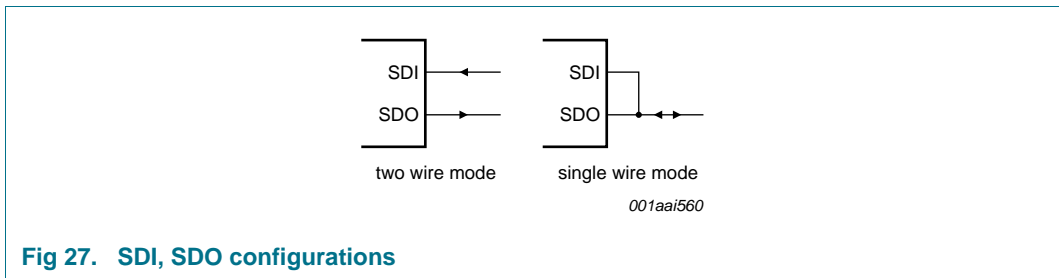 SDI
SDO
two wire mode
SDI
SDO
single wire mode
001aai560
Fig 27. SDI, SDO configurations